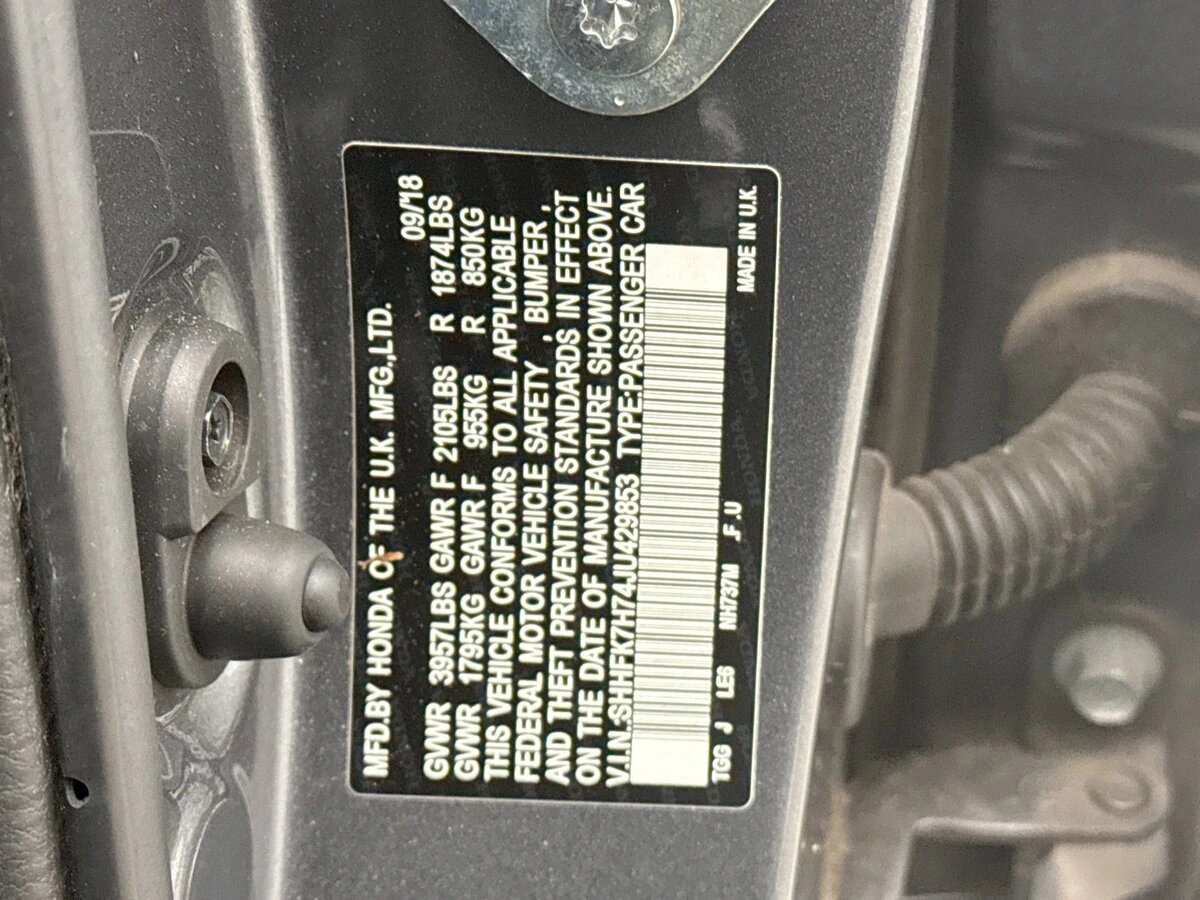 MFD.BY HONDA OF THE U.K. MFG.,LTD.
09/'18
GVWR 3957LBS GAWR F 2105LBS R 1874LBS
GVWR 1795KG GAWR F 955KG R 850KG
THIS VEHICLE CONFORMS TO ALL APPLICABLE
FEDERAL MOTOR VEHICLE SAFETY , BUMPER ,
AND THEFT PREVENTION STANDARDS IN EFFECT
ON THE DATE OF MANUFACTURE SHOWN ABOVE.
V.I.N.:SHHFK7H74JU429853 TYPE:PASSENGER CAR
TGG J LE6 NH737M .F .U
MADE IN U.K.